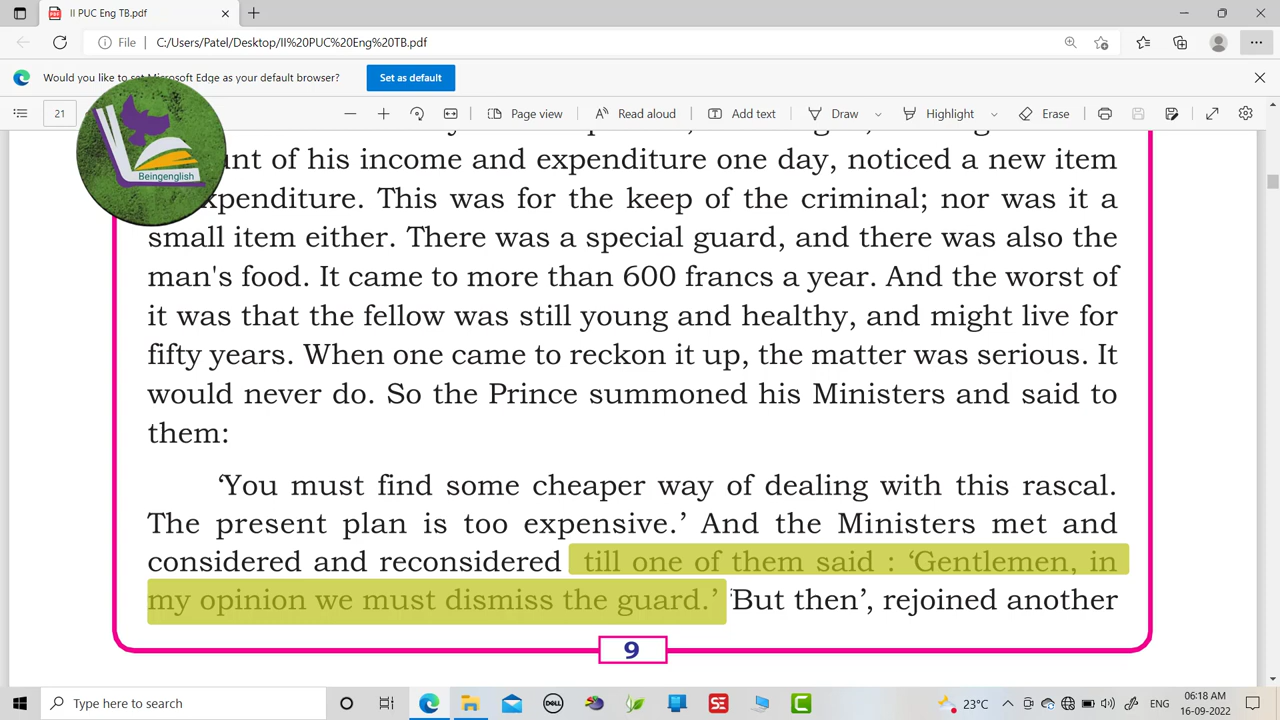 II PUC Eng TB.pdf
File C:/Users/Patel/Desktop/II%20PUC%20Eng%20TB.pdf
Would you like to set Microsoft Edge as your default browser? Set as default
21 Page view Read aloud Add text Draw Highlight Erase
Beingenglish
of his income and expenditure one day, noticed a new item
expenditure. This was for the keep of the criminal; nor was it a
small item either. There was a special guard, and there was also the
man's food. It came to more than 600 francs a year. And the worst of
it was that the fellow was still young and healthy, and might live for
fifty years. When one came to reckon it up, the matter was serious. It
would never do. So the Prince summoned his Ministers and said to
them:
‘You must find some cheaper way of dealing with this rascal.
The present plan is too expensive.’ And the Ministers met and
considered and reconsidered till one of them said : ‘Gentlemen, in
my opinion we must dismiss the guard.’ ‘But then’, rejoined another
9
Type here to search
DELL
SE
23°C
ENG
06:18 AM
16-09-2022